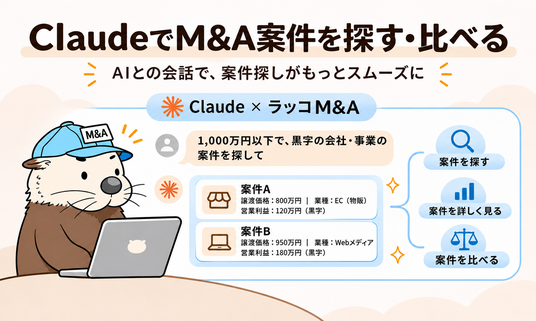 ClaudeでM&A案件を探す・比べる
AIとの会話で、案件探しがもっとスムーズに
Claude × ラッコM&A
M&A
1,000万円以下で、黒字の会社・事業の
案件を探して
案件A
譲渡価格：800万円 | 業種：EC（物販）
営業利益：120万円（黒字）
案件B
譲渡価格：950万円 | 業種：Webメディア
営業利益：180万円（黒字）
案件を探す
案件を詳しく見る
案件を比べる